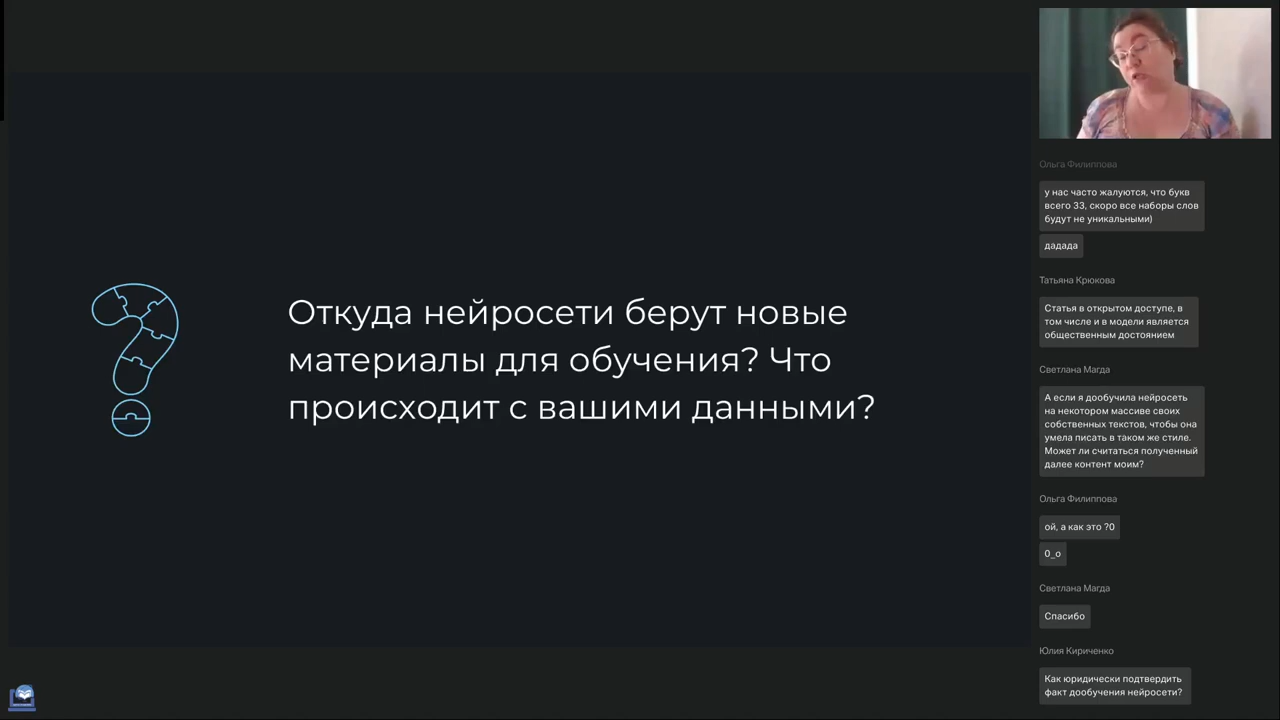 Откуда нейросети берут новые
материалы для обучения? Что
происходит с вашими данными?
Ольга Филиппова
у нас часто жалуются, что букв
всего 33, скоро все наборы слов
будут не уникальными)
дадада
Татьяна Крюкова
Статья в открытом доступе, в
том числе и в модели является
общественным достоянием
Светлана Магда
А если я дообучила нейросеть
на некотором массиве своих
собственных текстов, чтобы она
умела писать в таком же стиле.
Может ли считаться полученный
далее контент моим?
Ольга Филиппова
ой, а как это ?0
0_о
Светлана Магда
Спасибо
Юлия Кириченко
Как юридически подтвердить
факт дообучения нейросети?